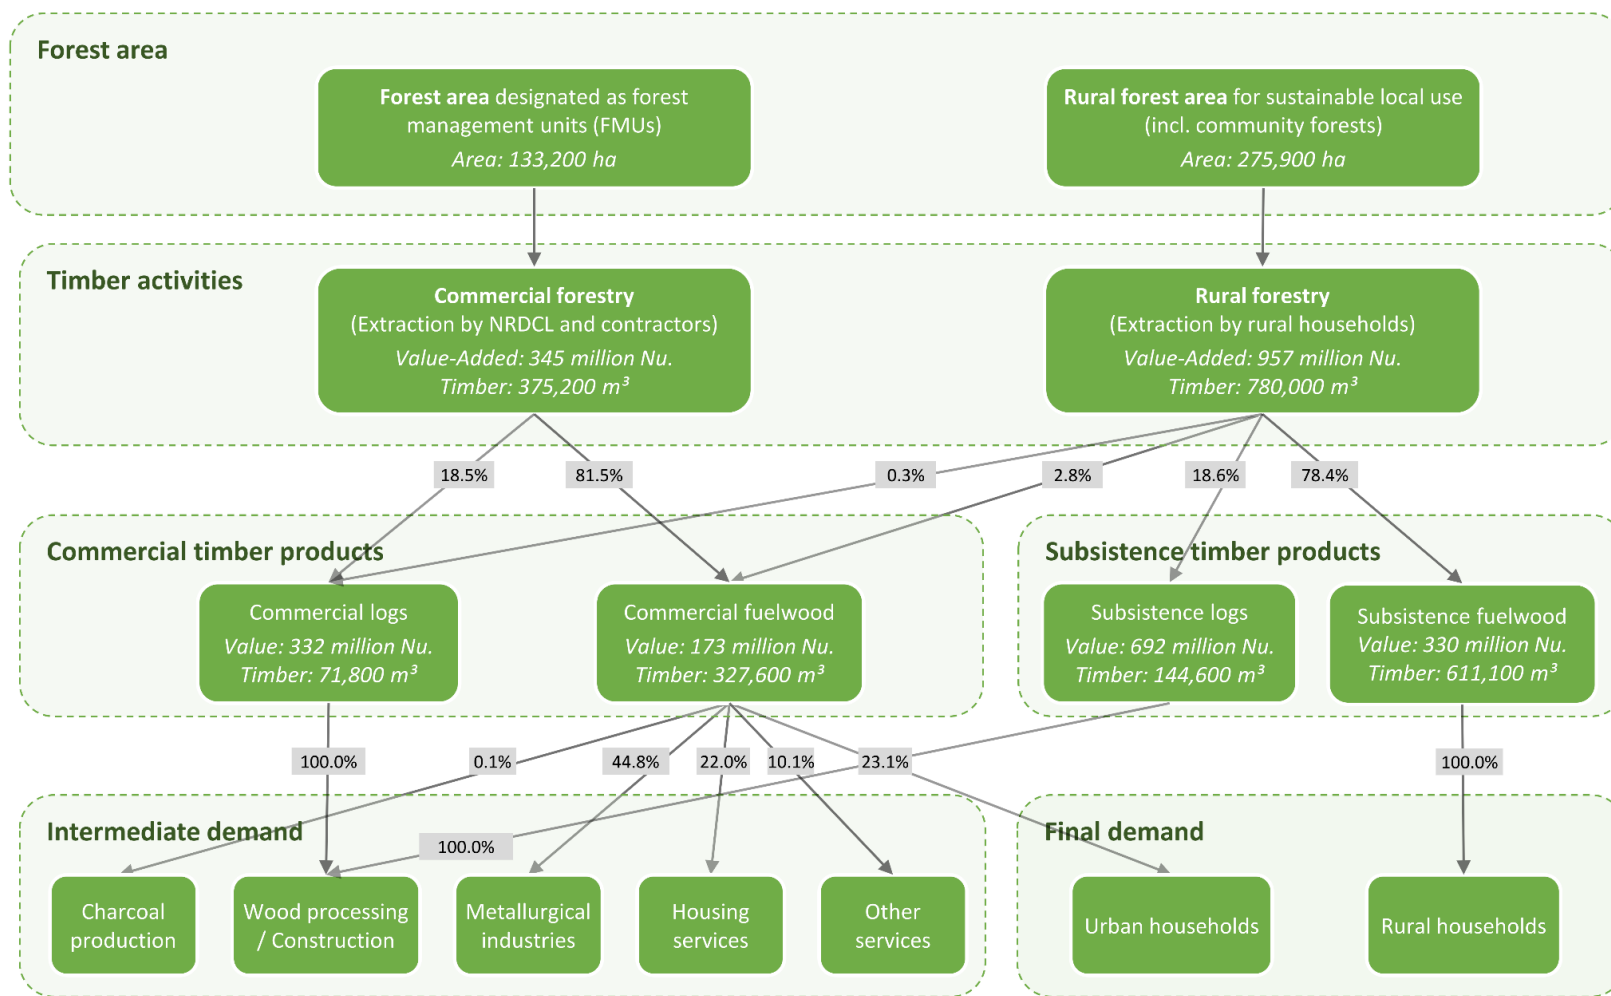 Forest area
Forest area designated as forest
management units (FMUs)
Area: 133,200 ha
Rural forest area for sustainable local use
(incl. community forests)
Area: 275,900 ha
Timber activities
Commercial forestry
(Extraction by NRDCL and contractors)
Value-Added: 345 million Nu.
Timber: 375,200 m³
Rural forestry
(Extraction by rural households)
Value-Added: 957 million Nu.
Timber: 780,000 m³
18.5%
81.5%
0.3%
2.8%
18.6%
78.4%
Commercial timber products
Commercial logs
Value: 332 million Nu.
Timber: 71,800 m³
Commercial fuelwood
Value: 173 million Nu.
Timber: 327,600 m³
Subsistence timber products
Subsistence logs
Value: 692 million Nu.
Timber: 144,600 m³
Subsistence fuelwood
Value: 330 million Nu.
Timber: 611,100 m³
100.0%
0.1%
44.8%
22.0%
10.1%
23.1%
100.0%
Intermediate demand
100.0%
Charcoal
production
Wood processing
/ Construction
Metallurgical
industries
Housing
services
Other
services
Final demand
Urban households
Rural households